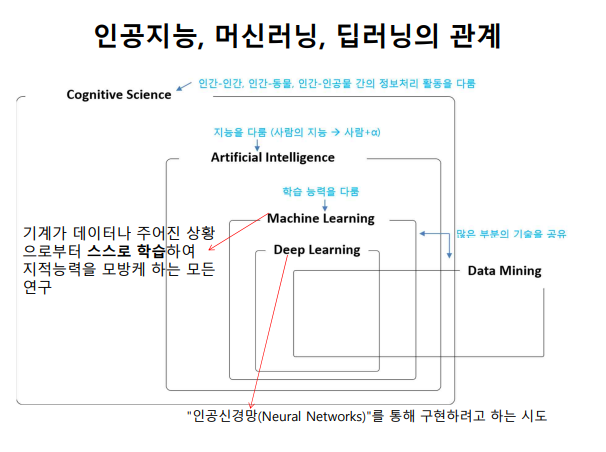 인공지능, 머신러닝, 딥러닝의 관계
인간-인간, 인간-동물, 인간-인공물 간의 정보처리 활동을 다룸
Cognitive Science
지능을 다룸 (사람의 지능 → 사람+α)
Artificial Intelligence
학습 능력을 다룸
Machine Learning
기계가 데이터나 주어진 상황
으로부터 스스로 학습하여
지적능력을 모방케 하는 모든
연구
많은 부분의 기술을 공유
Deep Learning
Data Mining
"인공신경망(Neural Networks)"를 통해 구현하려고 하는 시도